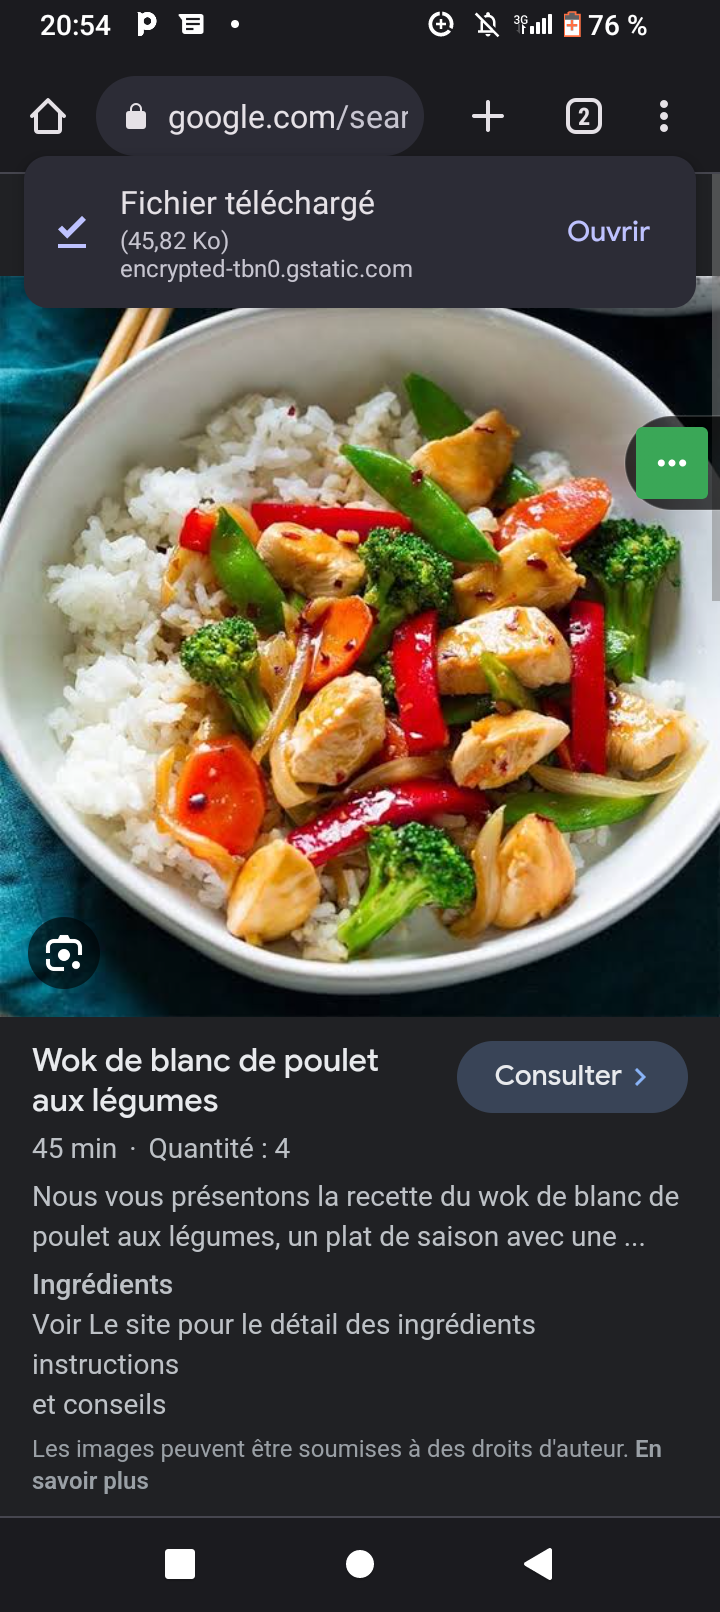 20:54
3G
76 %
google.com/sear
2
Fichier téléchargé
(45,82 Ko)
encrypted-tbn0.gstatic.com
Ouvrir
Wok de blanc de poulet
aux légumes
Consulter
45 min · Quantité : 4
Nous vous présentons la recette du wok de blanc de
poulet aux légumes, un plat de saison avec une ...
Ingrédients
Voir Le site pour le détail des ingrédients
instructions
et conseils
Les images peuvent être soumises à des droits d'auteur. En
savoir plus